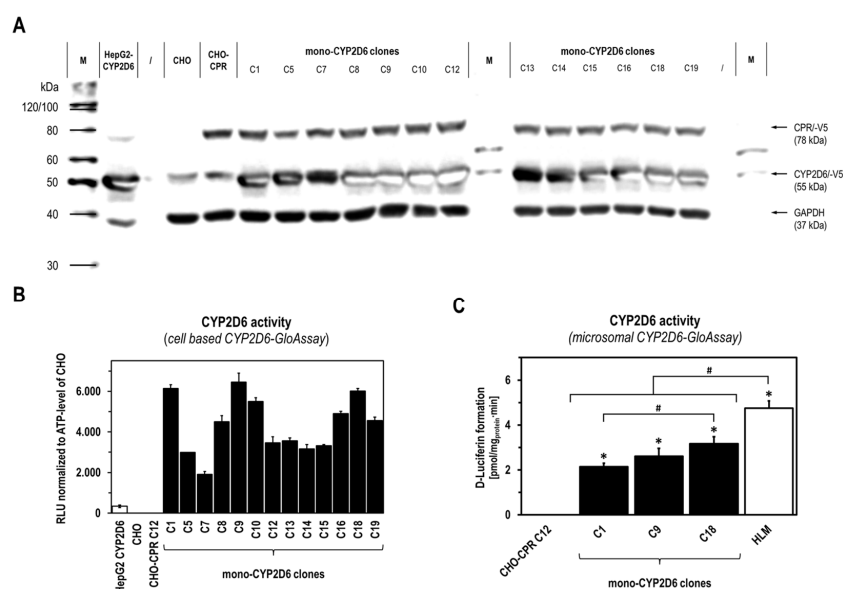 A
M
HepG2-
CYP2D6
/
CHO
CHO-
CPR
mono-CYP2D6 clones
C1 C5 C7 C8 C9 C10 C12
M
mono-CYP2D6 clones
C13 C14 C15 C16 C18 C19 /
M
kDa
120/100
80
60
50
40
30
CPR/-V5
(78 kDa)
CYP2D6/-V5
(55 kDa)
GAPDH
(37 kDa)
B
CYP2D6 activity
(cell based CYP2D6-GloAssay)
RLU normalized to ATP-level of CHO
6.000
4.000
2.000
0
HepG2 CYP2D6
CHO
CHO-CPR C12
C1
C5
C7
C8
C9
C10
C12
C13
C14
C15
C16
C18
C19
mono-CYP2D6 clones
C
CYP2D6 activity
(microsomal CYP2D6-GloAssay)
D-Luciferin formation
[pmol/mgprotein·min]
6
4
2
0
#
#
*
*
*
*
CHO-CPR C12
C1
C9
C18
HLM
mono-CYP2D6 clones